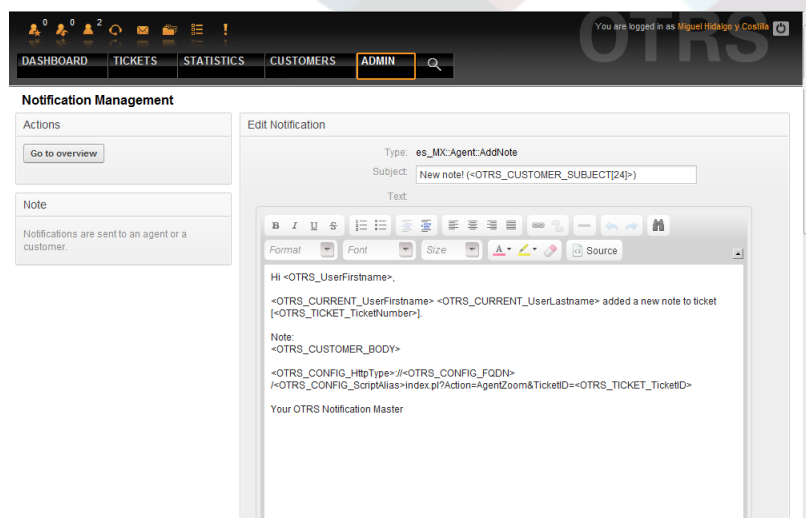 0 0 2
You are logged in as Miguel Hidalgo y Costilla
OTRS
DASHBOARD TICKETS STATISTICS CUSTOMERS ADMIN
Notification Management
Actions
Go to overview
Note
Notifications are sent to an agent or a
customer.
Edit Notification
Type: es_MX::Agent::AddNote
Subject: New note! (<OTRS_CUSTOMER_SUBJECT[24]>)
Text:
B I U S
Format Font Size A Source
Hi <OTRS_UserFirstname>,
<OTRS_CURRENT_UserFirstname> <OTRS_CURRENT_UserLastname> added a new note to ticket
[<OTRS_TICKET_TicketNumber>].
Note:
<OTRS_CUSTOMER_BODY>
<OTRS_CONFIG_HttpType>://<OTRS_CONFIG_FQDN>
/<OTRS_CONFIG_ScriptAlias>index.pl?Action=AgentZoom&TicketID=<OTRS_TICKET_TicketID>
Your OTRS Notification Master